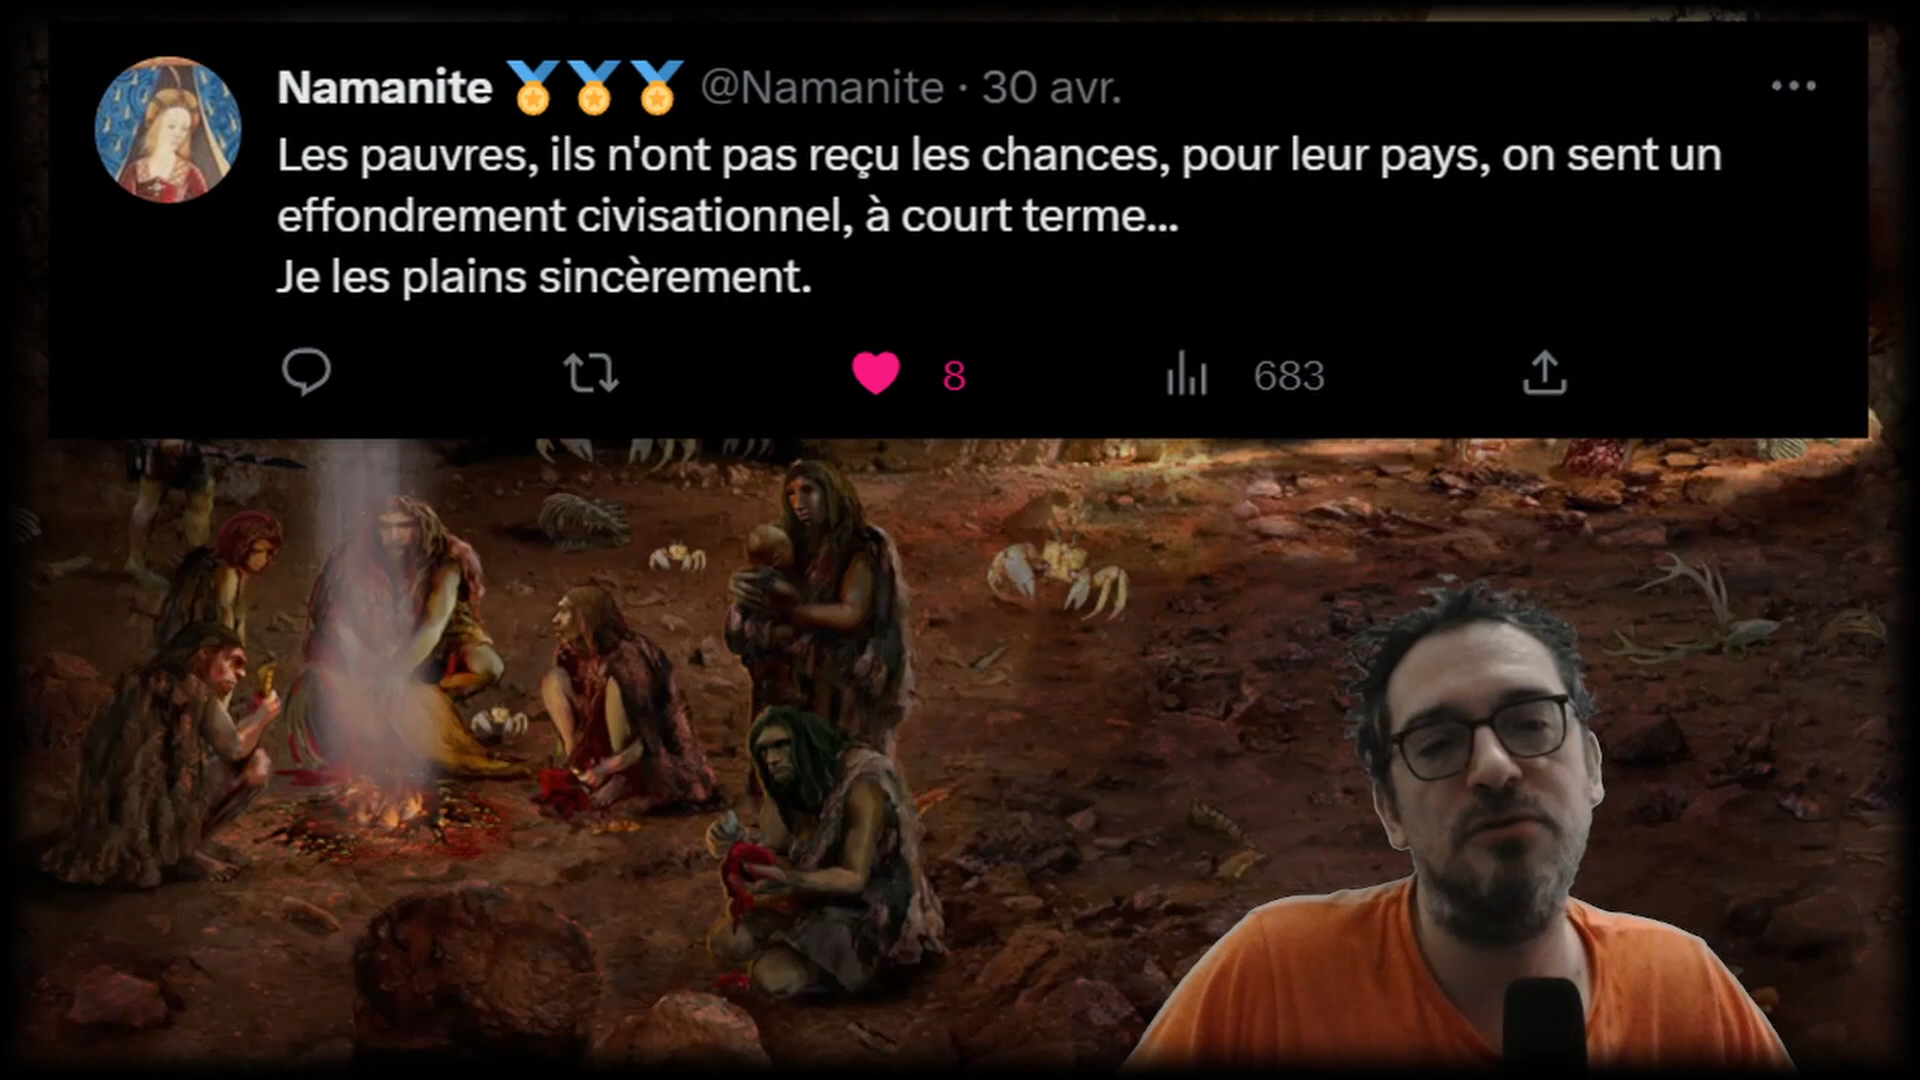 Namanite 🏅🏅🏅 @Namanite · 30 avr.
Les pauvres, ils n'ont pas reçu les chances, pour leur pays, on sent un
effondrement civisationnel, à court terme...
Je les plains sincèrement.
8 683